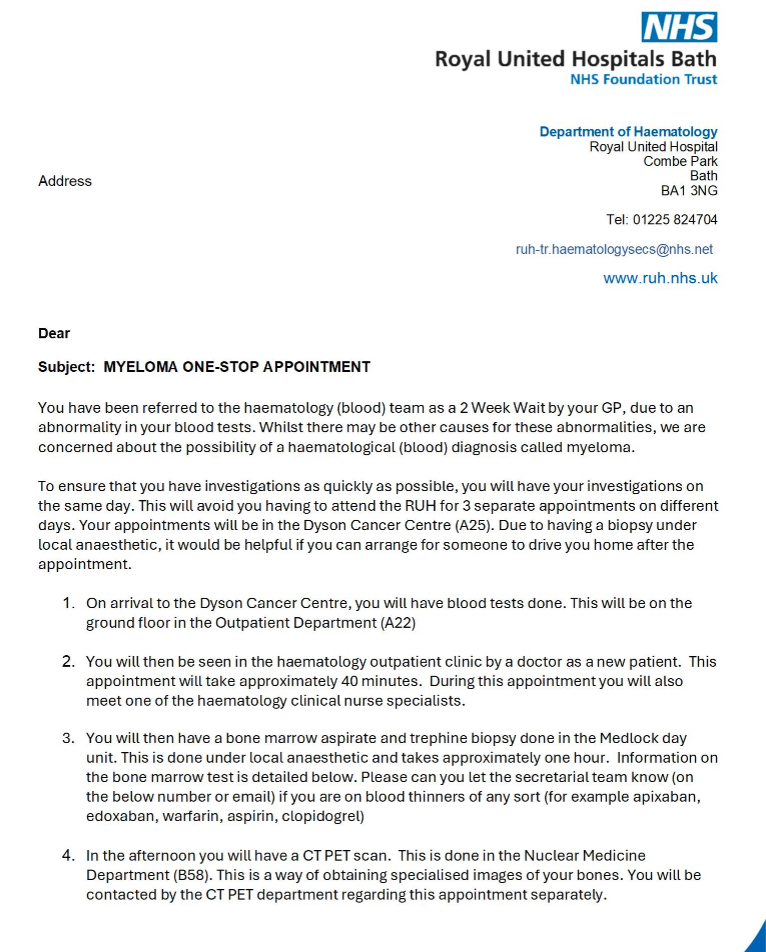 NHS
Royal United Hospitals Bath
NHS Foundation Trust
Department of Haematology
Royal United Hospital
Combe Park
Bath
BA1 3NG
Address
Tel: 01225 824704
ruh-tr.haematologysecs@nhs.net
www.ruh.nhs.uk
Dear
Subject: MYELOMA ONE-STOP APPOINTMENT
You have been referred to the haematology (blood) team as a 2 Week Wait by your GP, due to an
abnormality in your blood tests. Whilst there may be other causes for these abnormalities, we are
concerned about the possibility of a haematological (blood) diagnosis called myeloma.
To ensure that you have investigations as quickly as possible, you will have your investigations on
the same day. This will avoid you having to attend the RUH for 3 separate appointments on different
days. Your appointments will be in the Dyson Cancer Centre (A25). Due to having a biopsy under
local anaesthetic, it would be helpful if you can arrange for someone to drive you home after the
appointment.
1. On arrival to the Dyson Cancer Centre, you will have blood tests done. This will be on the
ground floor in the Outpatient Department (A22)
2. You will then be seen in the haematology outpatient clinic by a doctor as a new patient. This
appointment will take approximately 40 minutes. During this appointment you will also
meet one of the haematology clinical nurse specialists.
3. You will then have a bone marrow aspirate and trephine biopsy done in the Medlock day
unit. This is done under local anaesthetic and takes approximately one hour. Information on
the bone marrow test is detailed below. Please can you let the secretarial team know (on
the below number or email) if you are on blood thinners of any sort (for example apixaban,
edoxaban, warfarin, aspirin, clopidogrel)
4. In the afternoon you will have a CT PET scan. This is done in the Nuclear Medicine
Department (B58). This is a way of obtaining specialised images of your bones. You will be
contacted by the CT PET department regarding this appointment separately.